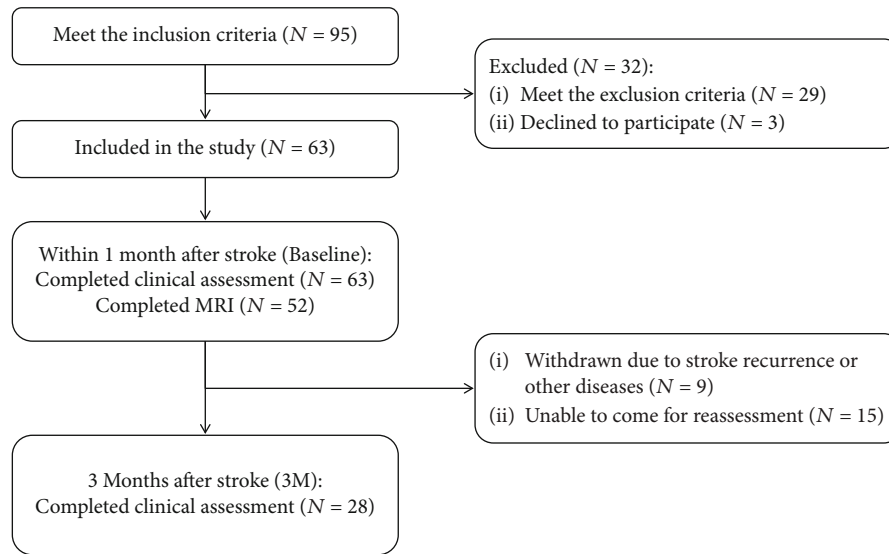 Meet the inclusion criteria (N = 95)
Excluded (N = 32):
(i) Meet the exclusion criteria (N = 29)
(ii) Declined to participate (N = 3)
Included in the study (N = 63)
Within 1 month after stroke (Baseline):
Completed clinical assessment (N = 63)
Completed MRI (N = 52)
(i) Withdrawn due to stroke recurrence or
other diseases (N = 9)
(ii) Unable to come for reassessment (N = 15)
3 Months after stroke (3M):
Completed clinical assessment (N = 28)